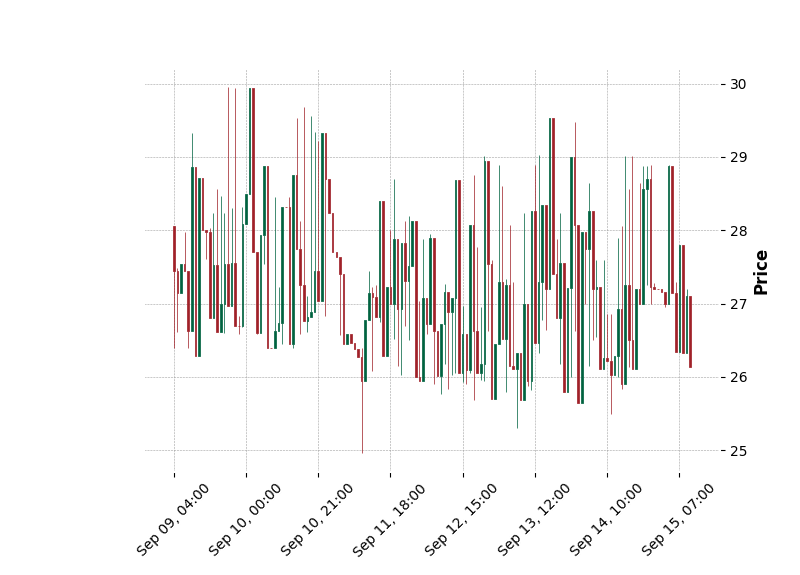 30
29
28
27
26
25
Price
Sep 09, 04:00
Sep 10, 00:00
Sep 10, 21:00
Sep 11, 18:00
Sep 12, 15:00
Sep 13, 12:00
Sep 14, 10:00
Sep 15, 07:00